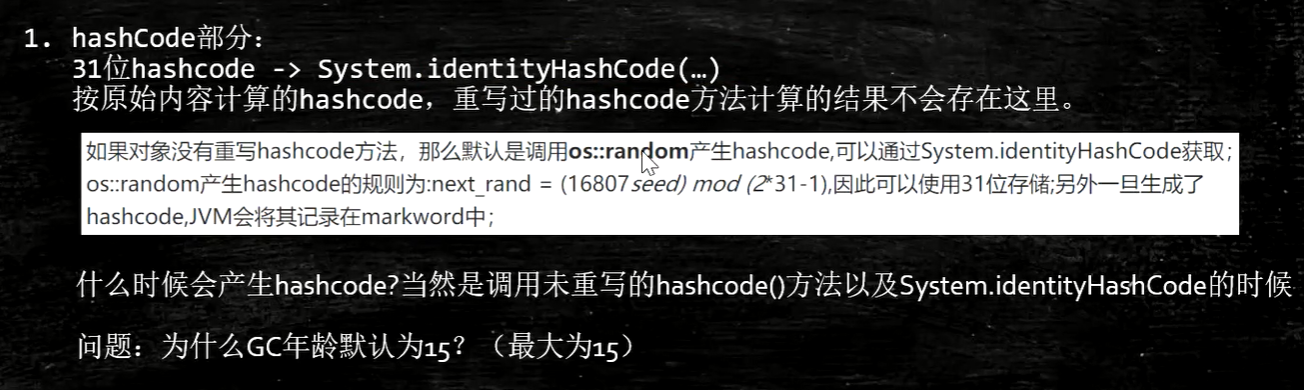 1. hashCode部分：
31位hashcode -> System.identityHashCode(…)
按原始内容计算的hashcode，重写过的hashcode方法计算的结果不会存在这里。
如果对象没有重写hashcode方法，那么默认是调用os::random产生hashcode,可以通过System.identityHashCode获取；
os::random产生hashcode的规则为:next_rand = (16807seed) mod (2*31-1),因此可以使用31位存储;另外一旦生成了
hashcode,JVM会将其记录在markword中；
什么时候会产生hashcode?当然是调用未重写的hashcode()方法以及System.identityHashCode的时候
问题：为什么GC年龄默认为15？（最大为15）